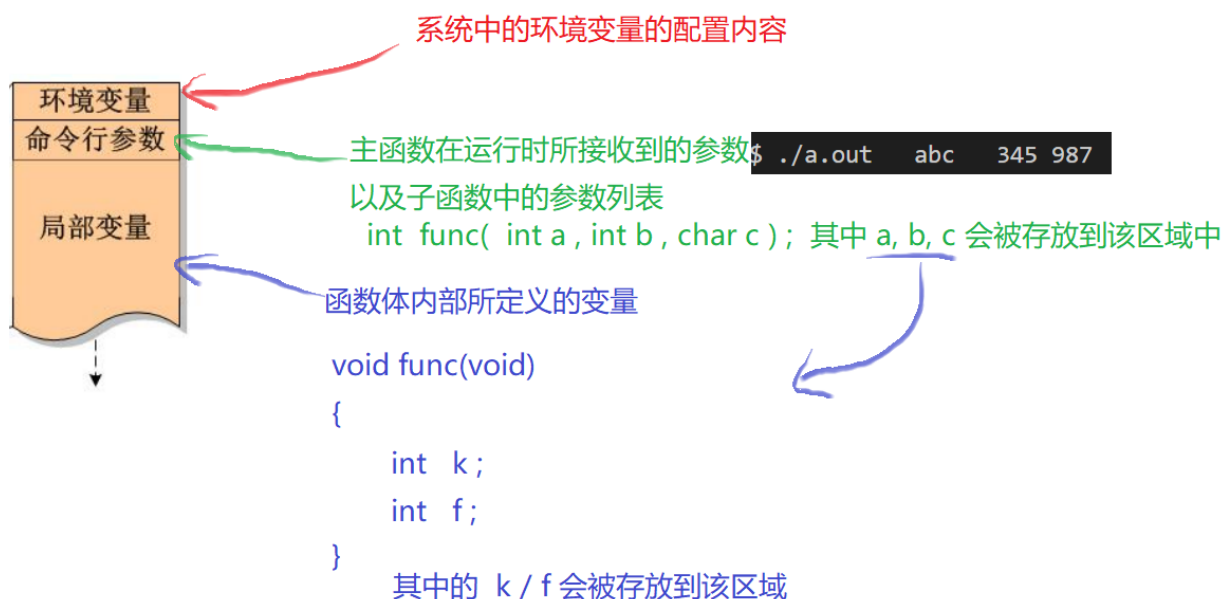 系统中的环境变量的配置内容
环境变量
命令行参数
主函数在运行时所接收到的参数 $ ./a.out abc 345 987
以及子函数中的参数列表
局部变量
int func( int a , int b , char c ) ; 其中 a, b, c 会被存放到该区域中
函数体内部所定义的变量
void func(void)
{
int k ;
int f ;
}
其中的 k / f 会被存放到该区域